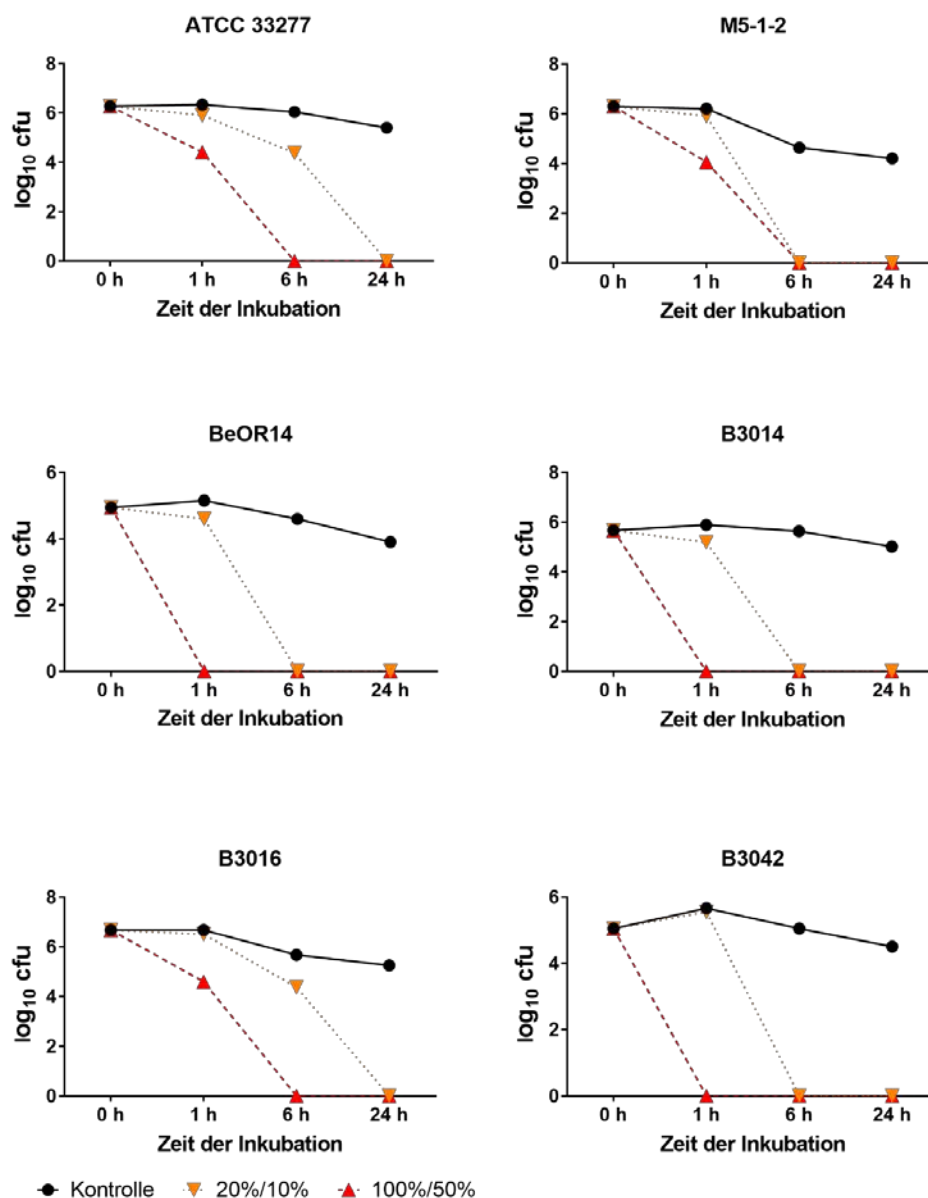 ATCC 33277
M5-1-2
log10 cfu
8
6
4
2
0
0 h 1 h 6 h 24 h
Zeit der Inkubation
log10 cfu
8
6
4
2
0
0 h 1 h 6 h 24 h
Zeit der Inkubation
BeOR14
B3014
log10 cfu
6
4
2
0
0 h 1 h 6 h 24 h
Zeit der Inkubation
log10 cfu
8
6
4
2
0
0 h 1 h 6 h 24 h
Zeit der Inkubation
B3016
B3042
log10 cfu
8
6
4
2
0
0 h 1 h 6 h 24 h
Zeit der Inkubation
log10 cfu
6
4
2
0
0 h 1 h 6 h 24 h
Zeit der Inkubation
Kontrolle 20%/10% 100%/50%